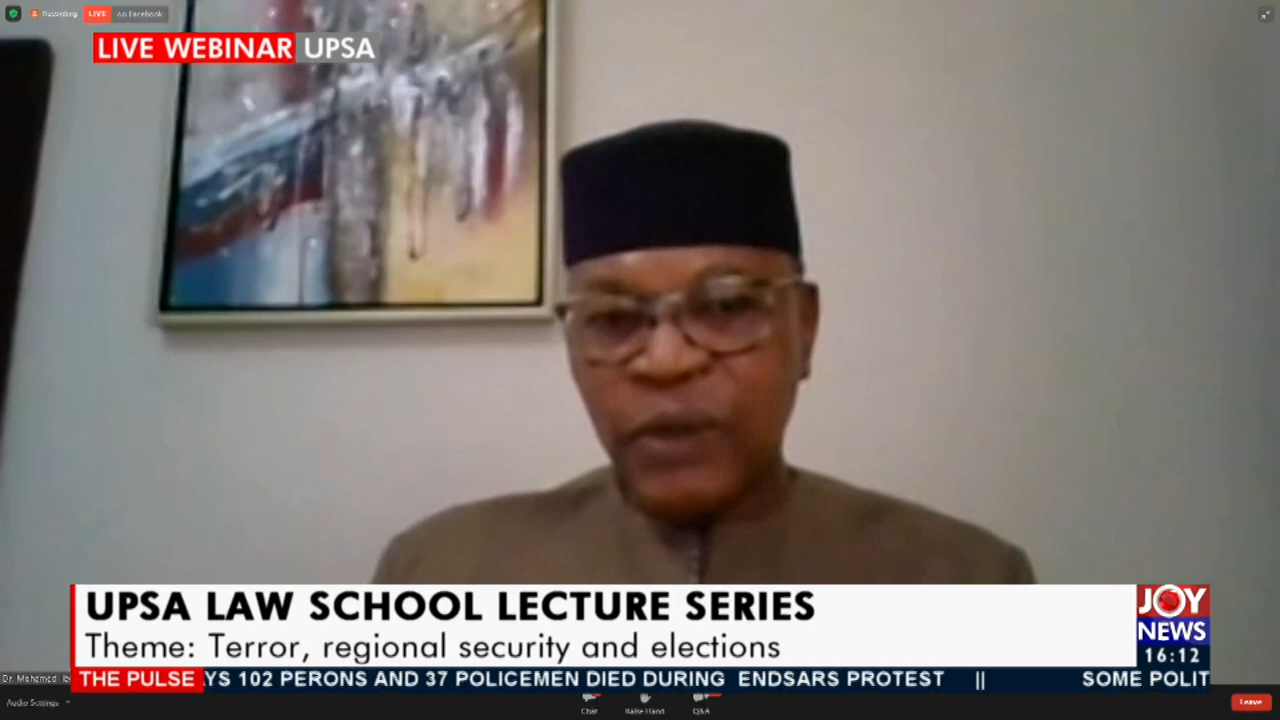 Recording LIVE on Facebook
LIVE WEBINAR UPSA
UPSA LAW SCHOOL LECTURE SERIES
Theme: Terror, regional security and elections
JOY
NEWS
16:12
Dr. Mohamed
THE PULSE YS 102 PERONS AND 37 POLICEMEN DIED DURING ENDSARS PROTEST || SOME POLIT
Audio Settings
Chat Raise Hand Q&A
Leave